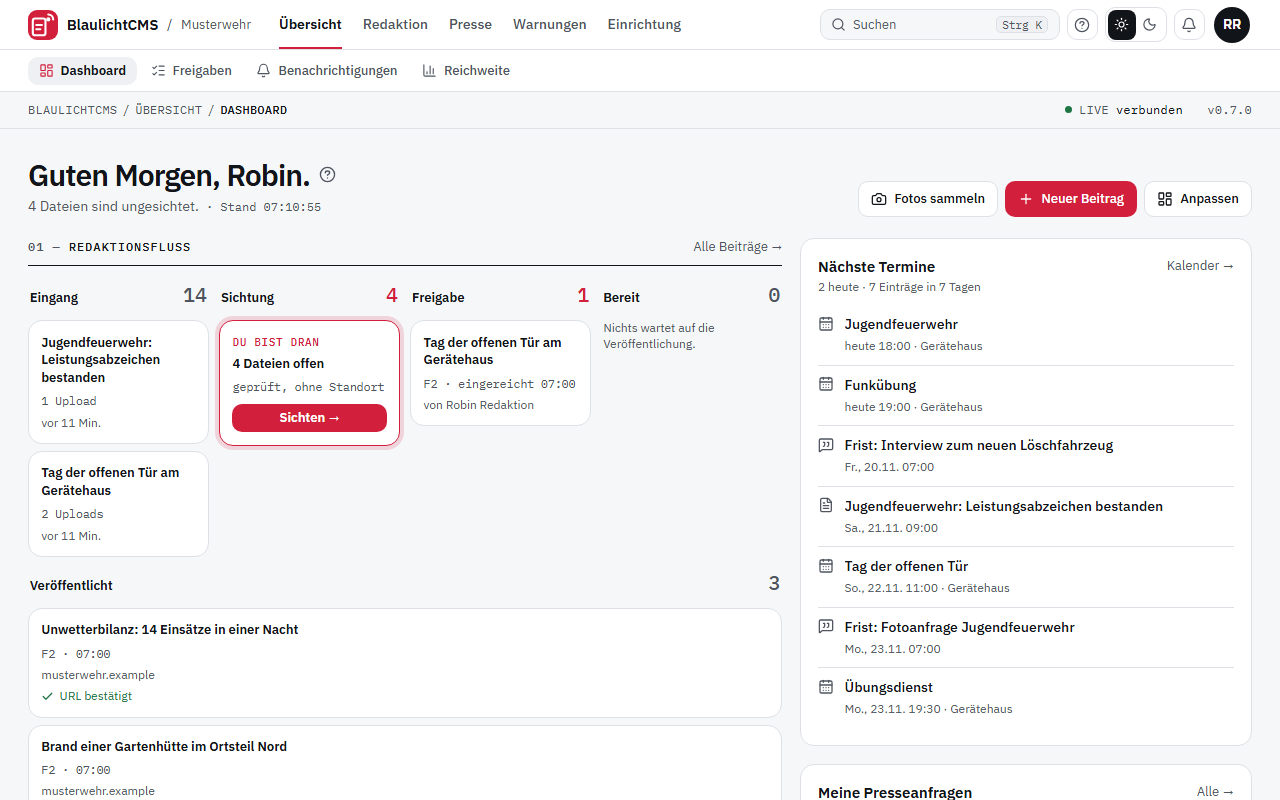 BlaulichtCMS / Musterwehr
Übersicht
Redaktion
Presse
Warnungen
Einrichtung
Suchen
Strg K
RR
Dashboard
Freigaben
Benachrichtigungen
Reichweite
BLAULICHTCMS / ÜBERSICHT / DASHBOARD
LIVE verbunden
v0.7.0
Guten Morgen, Robin.
4 Dateien sind ungesichtet. · Stand 07:10:55
Fotos sammeln
Neuer Beitrag
Anpassen
01 — REDAKTIONSFLUSS
Alle Beiträge →
Eingang 14
Jugendfeuerwehr:
Leistungsabzeichen
bestanden
1 Upload
vor 11 Min.
Tag der offenen Tür am
Gerätehaus
2 Uploads
vor 11 Min.
Sichtung 4
DU BIST DRAN
4 Dateien offen
geprüft, ohne Standort
Sichten →
Freigabe 1
Tag der offenen Tür am
Gerätehaus
F2 · eingereicht 07:00
von Robin Redaktion
Bereit 0
Nichts wartet auf die
Veröffentlichung.
Veröffentlicht 3
Unwetterbilanz: 14 Einsätze in einer Nacht
F2 · 07:00
musterwehr.example
URL bestätigt
Brand einer Gartenhütte im Ortsteil Nord
F2 · 07:00
musterwehr.example
Nächste Termine
Kalender →
2 heute · 7 Einträge in 7 Tagen
Jugendfeuerwehr
heute 18:00 · Gerätehaus
Funkübung
heute 19:00 · Gerätehaus
Frist: Interview zum neuen Löschfahrzeug
Fr., 20.11. 07:00
Jugendfeuerwehr: Leistungsabzeichen bestanden
Sa., 21.11. 09:00
Tag der offenen Tür
So., 22.11. 11:00 · Gerätehaus
Frist: Fotoanfrage Jugendfeuerwehr
Mo., 23.11. 07:00
Übungsdienst
Mo., 23.11. 19:30 · Gerätehaus
Meine Presseanfragen
Alle →